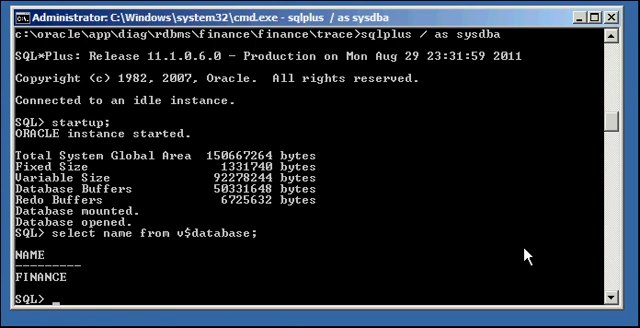 Administrator: C:\Windows\system32\cmd.exe - sqlplus / as sysdba
c:\oracle\app\diag\rdbms\finance\finance\trace>sqlplus / as sysdba
SQL*Plus: Release 11.1.0.6.0 - Production on Mon Aug 29 23:31:59 2011
Copyright (c) 1982, 2007, Oracle.  All rights reserved.
Connected to an idle instance.
SQL> startup;
ORACLE instance started.
Total System Global Area  150667264 bytes
Fixed Size                  1331740 bytes
Variable Size              92278244 bytes
Database Buffers           50331648 bytes
Redo Buffers                6725632 bytes
Database mounted.
Database opened.
SQL> select name from v$database;
NAME
---------
FINANCE
SQL> _